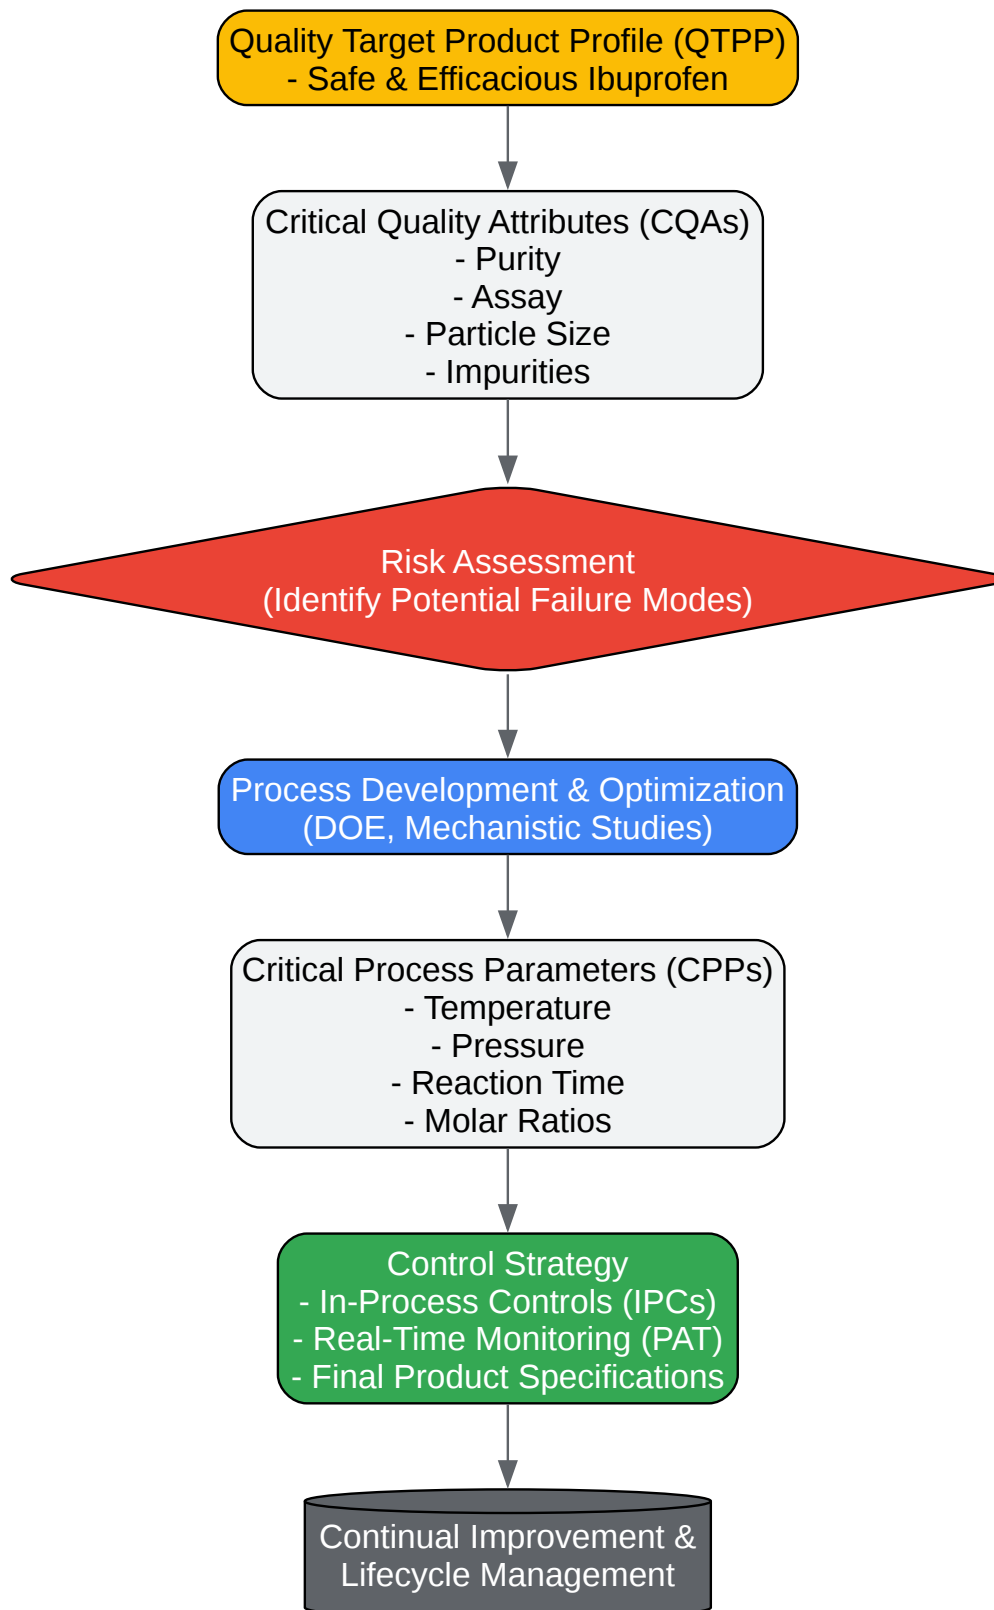 Quality Target Product Profile (QTPP)
- Safe & Efficacious Ibuprofen
Critical Quality Attributes (CQAs)
- Purity
- Assay
- Particle Size
- Impurities
Risk Assessment
(Identify Potential Failure Modes)
Process Development & Optimization
(DOE, Mechanistic Studies)
Critical Process Parameters (CPPs)
- Temperature
- Pressure
- Reaction Time
- Molar Ratios
Control Strategy
- In-Process Controls (IPCs)
- Real-Time Monitoring (PAT)
- Final Product Specifications
Continual Improvement &
Lifecycle Management